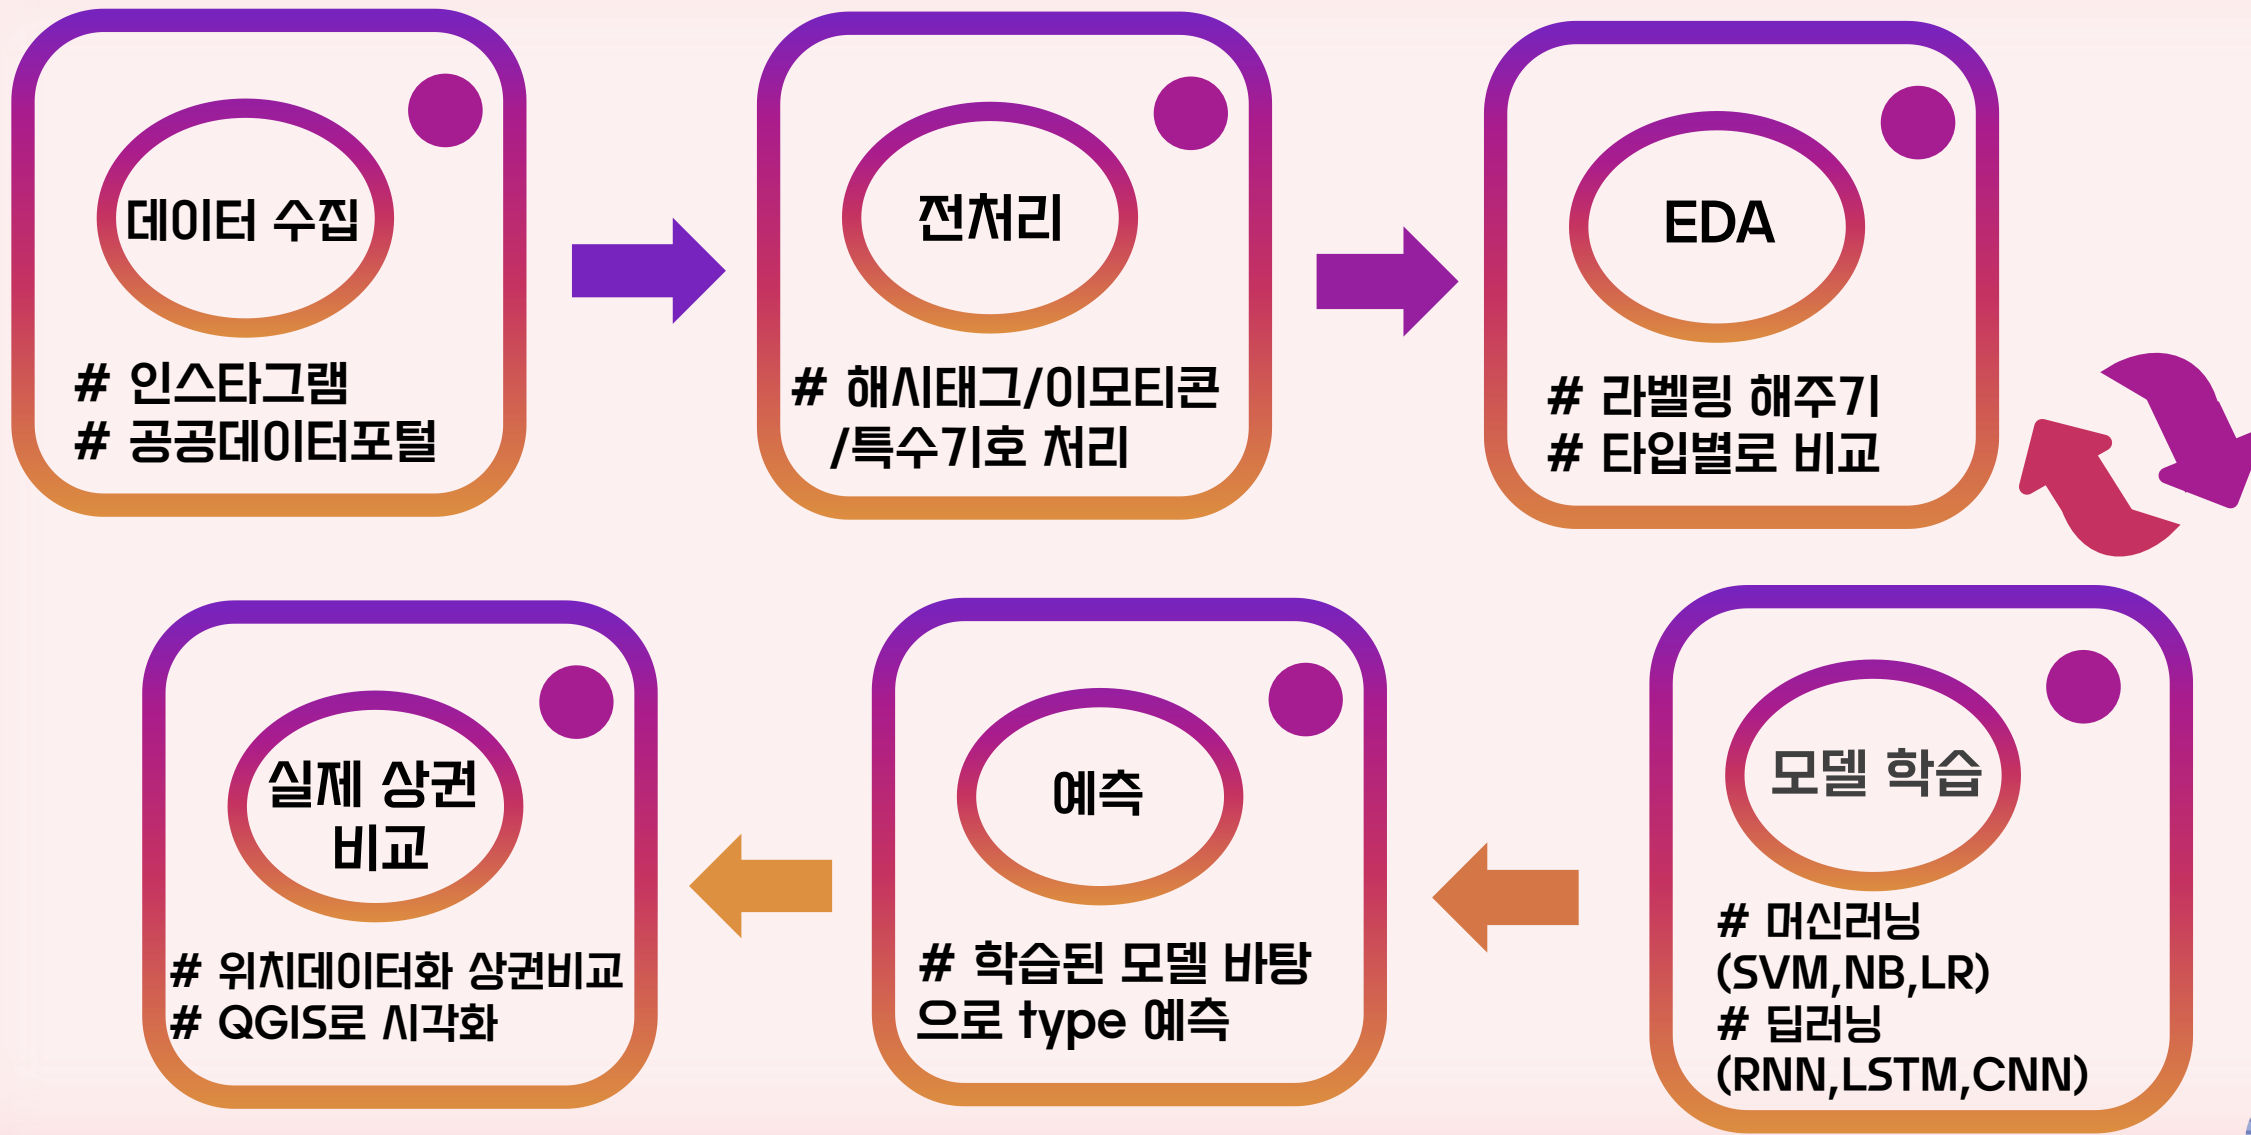 데이터 수집
# 인스타그램
# 공공데이터포털
전처리
# 해시태그/이모티콘
/특수기호 처리
EDA
# 라벨링 해주기
# 타입별로 비교
모델 학습
# 머신러닝
(SVM,NB,LR)
# 딥러닝
(RNN,LSTM,CNN)
예측
# 학습된 모델 바탕
으로 type 예측
실제 상권
비교
# 위치데이터화 상권비교
# QGIS로 시각화